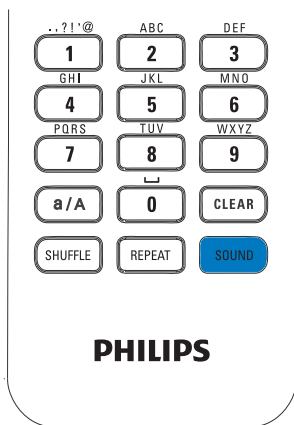 .,?!'@ ABC DEF
1 2 3
GHI JKL MNO
4 5 6
PQRS TUV WXYZ
7 8 9
a/A 0 CLEAR
SHUFFLE REPEAT SOUND
PHILIPS